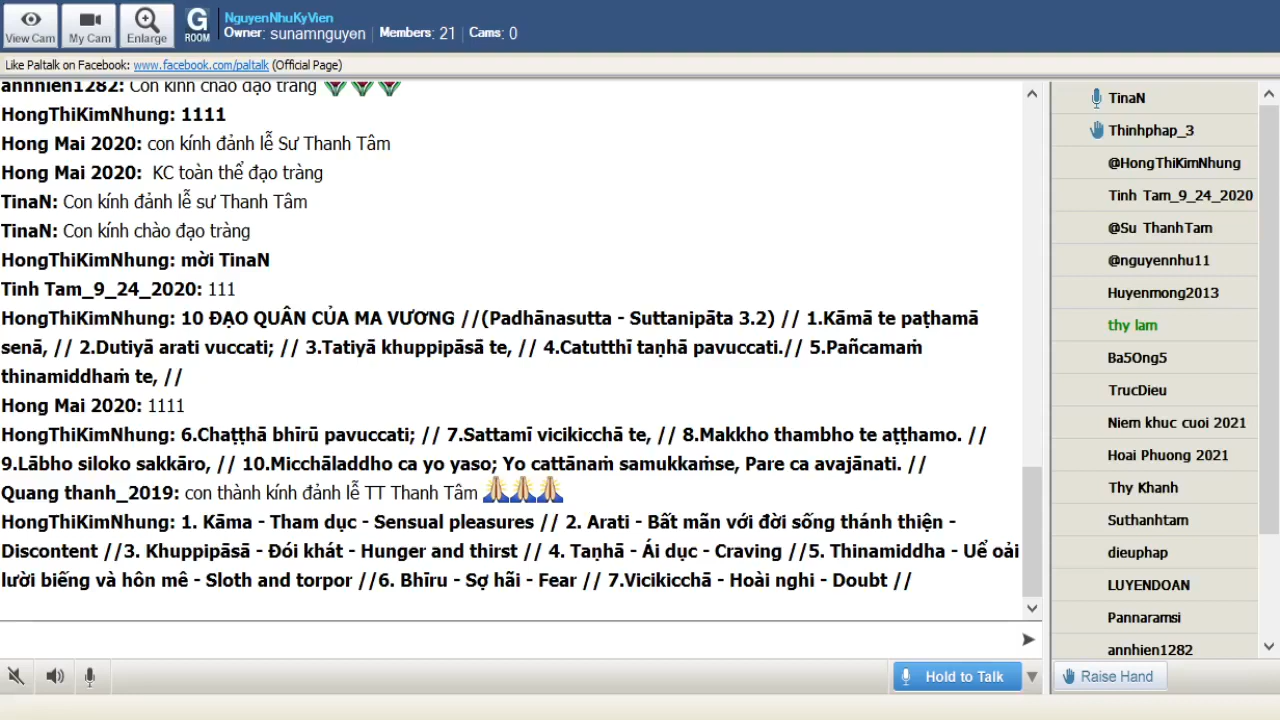 NguyenNhuKyVien
G
View Cam My Cam Enlarge ROOM Owner: sunamnguyen Members: 21 Cams: 0
Like Paltalk on Facebook: www.facebook.com/paltalk (Official Page)
annhien1282: Con kính chào đạo tràng
HongThiKimNhung: 1111
Hong Mai 2020: con kính đảnh lễ Sư Thanh Tâm
Hong Mai 2020: KC toàn thể đạo tràng
TinaN: Con kính đảnh lễ sư Thanh Tâm
TinaN: Con kính chào đạo tràng
HongThiKimNhung: mời TinaN
Tinh Tam_9_24_2020: 111
HongThiKimNhung: 10 ĐẠO QUÂN CỦA MA VƯƠNG //(Padhānasutta - Suttanipāta 3.2) // 1.Kāmā te paṭhamā
senā, // 2.Dutiyā arati vuccati; // 3.Tatiyā khuppipāsā te, // 4.Catutthī taṇhā pavuccati.// 5.Pañcamaṁ
thinamiddhaṁ te, //
Hong Mai 2020: 1111
HongThiKimNhung: 6.Chaṭṭhā bhīrū pavuccati; // 7.Sattamī vicikicchā te, // 8.Makkho thambho te aṭṭhamo. //
9.Lābho siloko sakkāro, // 10.Micchāladdho ca yo yaso; Yo cattānaṁ samukkaṁse, Pare ca avajānati. //
Quang thanh_2019: con thành kính đảnh lễ TT Thanh Tâm
HongThiKimNhung: 1. Kāma - Tham dục - Sensual pleasures // 2. Arati - Bất mãn với đời sống thánh thiện -
Discontent //3. Khuppipāsā - Đói khát - Hunger and thirst // 4. Taṇhā - Ái dục - Craving //5. Thinamiddha - Uể oải
lười biếng và hôn mê - Sloth and torpor //6. Bhīru - Sợ hãi - Fear // 7.Vicikicchā - Hoài nghi - Doubt //
TinaN
Thinhphap_3
@HongThiKimNhung
Tinh Tam_9_24_2020
@Su ThanhTam
@nguyennhu11
Huyenmong2013
thy lam
Ba5Ong5
TrucDieu
Niem khuc cuoi 2021
Hoai Phuong 2021
Thy Khanh
Suthanhtam
dieuphap
LUYENDOAN
Pannaramsi
annhien1282
Hold to Talk
Raise Hand